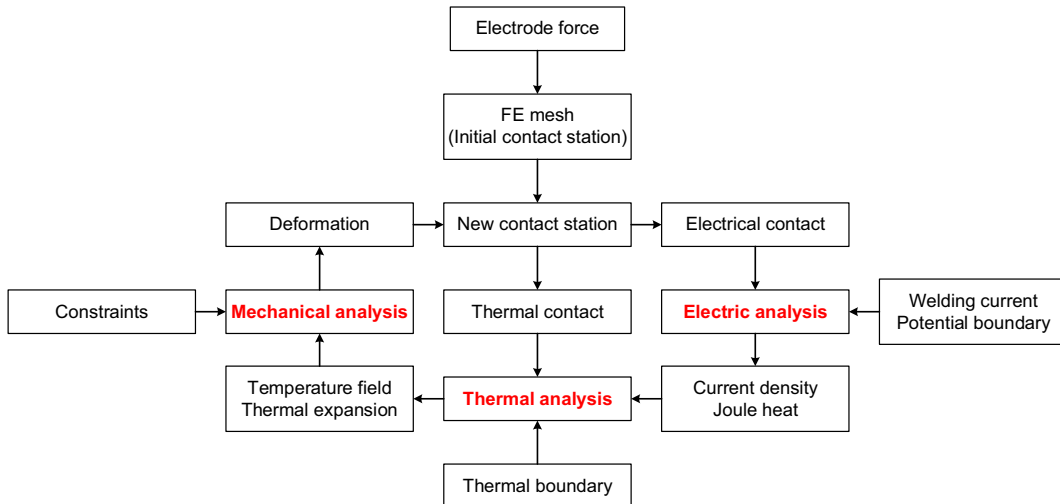 Electrode force
FE mesh
(Initial contact station)
Deformation
New contact station
Electrical contact
Constraints
Mechanical analysis
Thermal contact
Electric analysis
Welding current
Potential boundary
Temperature field
Thermal expansion
Thermal analysis
Current density
Joule heat
Thermal boundary